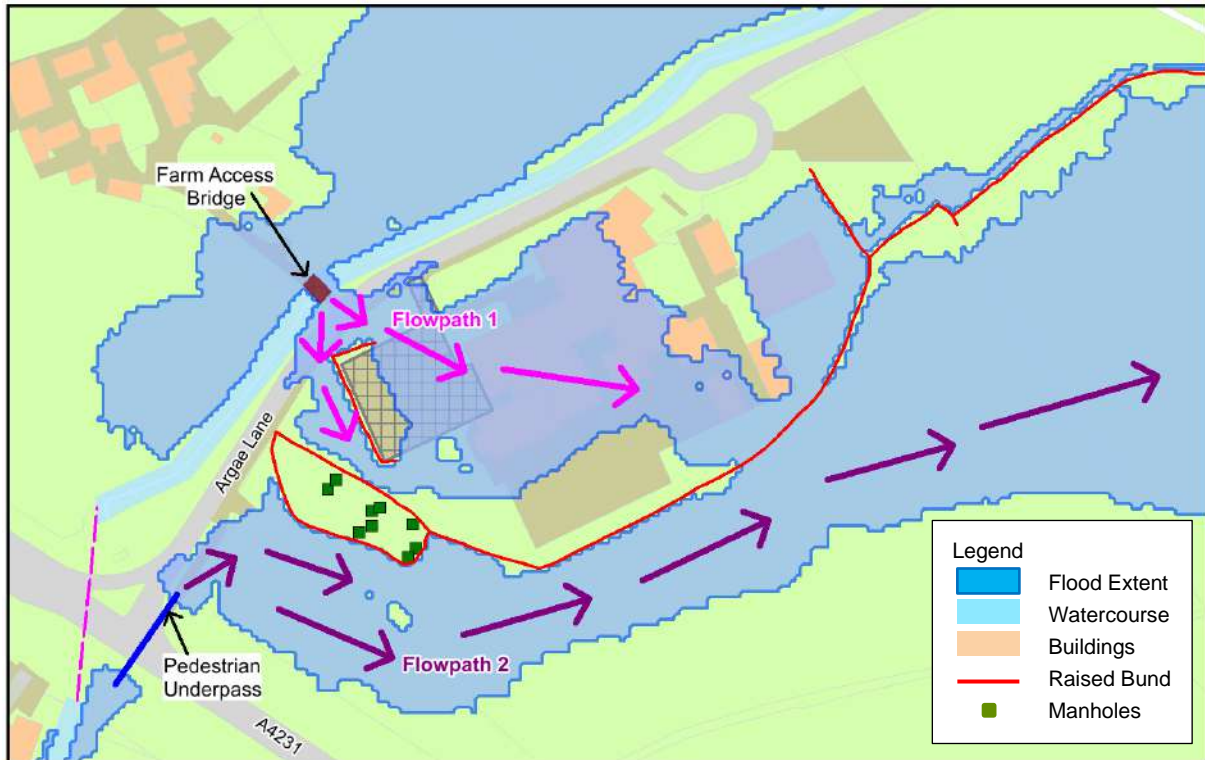 Farm Access
Bridge
Flowpath 1
Argae Lane
Flowpath 2
Pedestrian
Underpass
A4231
Legend
Flood Extent
Watercourse
Buildings
Raised Bund
Manholes